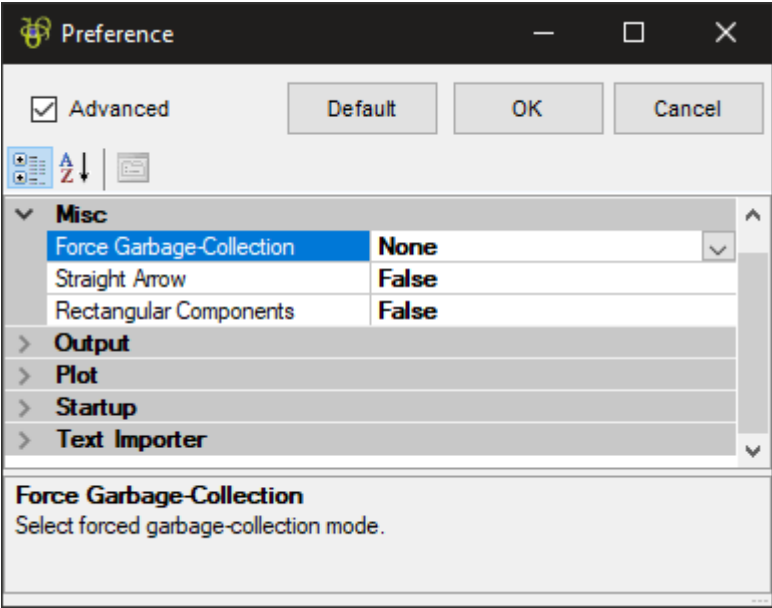 Preference
Advanced Default OK Cancel
Misc
Force Garbage-Collection None
Straight Arrow False
Rectangular Components False
Output
Plot
Startup
Text Importer
Force Garbage-Collection
Select forced garbage-collection mode.